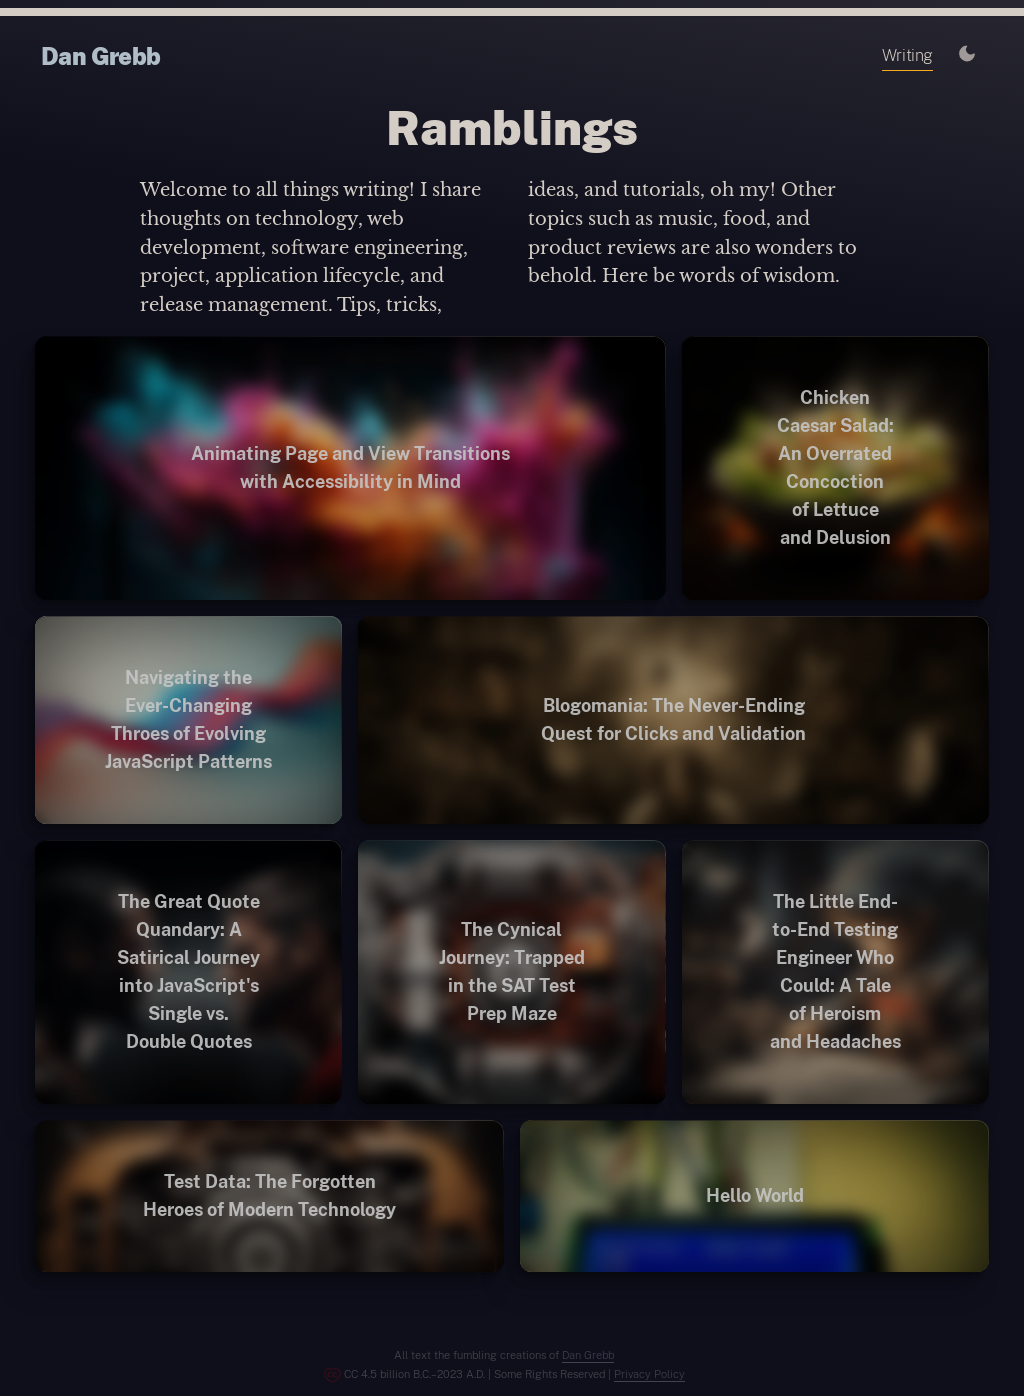 Dan Grebb
Writing
Ramblings
Welcome to all things writing! I share
thoughts on technology, web
development, software engineering,
project, application lifecycle, and
release management. Tips, tricks,
ideas, and tutorials, oh my! Other
topics such as music, food, and
product reviews are also wonders to
behold. Here be words of wisdom.
Animating Page and View Transitions
with Accessibility in Mind
Chicken
Caesar Salad:
An Overrated
Concoction
of Lettuce
and Delusion
Navigating the
Ever-Changing
Throes of Evolving
JavaScript Patterns
Blogomania: The Never-Ending
Quest for Clicks and Validation
The Great Quote
Quandary: A
Satirical Journey
into JavaScript's
Single vs.
Double Quotes
The Cynical
Journey: Trapped
in the SAT Test
Prep Maze
The Little End-
to-End Testing
Engineer Who
Could: A Tale
of Heroism
and Headaches
Test Data: The Forgotten
Heroes of Modern Technology
Hello World
All text the fumbling creations of Dan Grebb
CC 4.5 billion B.C.–2023 A.D. | Some Rights Reserved | Privacy Policy